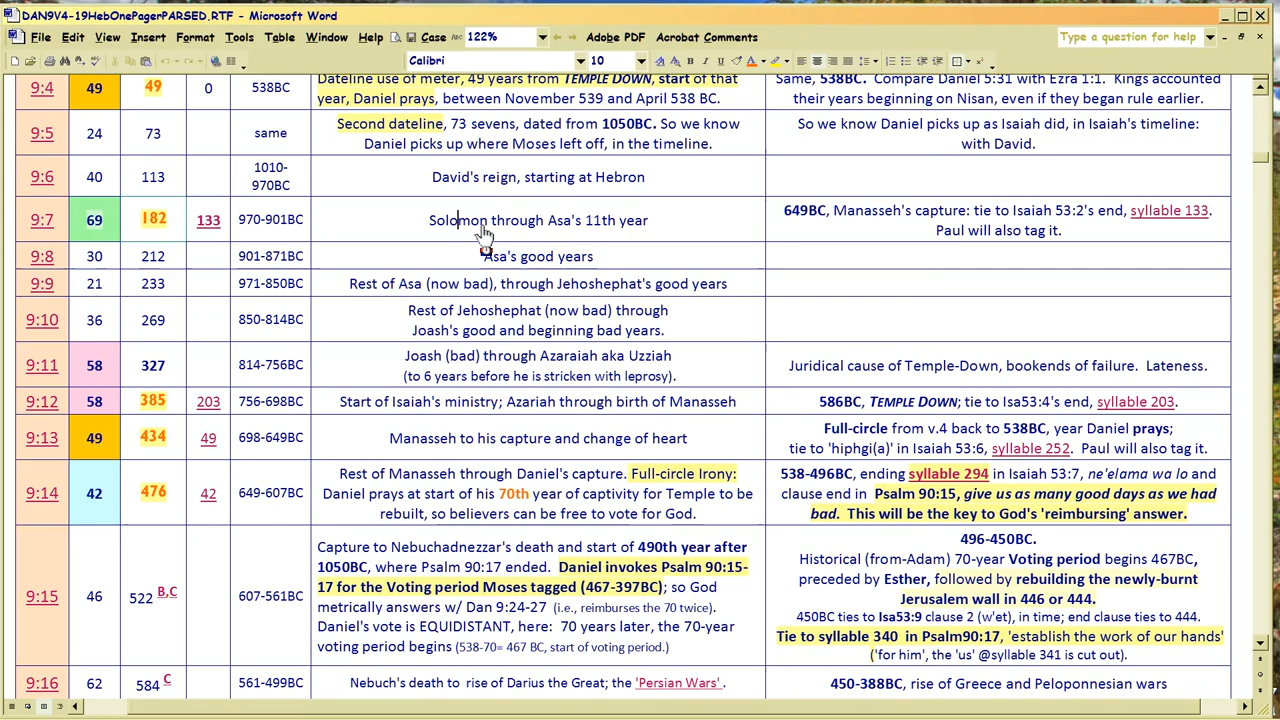 DAN9V4-19HebOnePagerPARSED.RTF - Microsoft Word
File Edit View Insert Format Tools Table Window Help Case 122% Adobe PDF Acrobat Comments Type a question for help
Calibri 10
9:4 49 49 0 538BC
Dateline use of meter, 49 years from TEMPLE DOWN, start of that
year, Daniel prays, between November 539 and April 538 BC.
Same, 538BC. Compare Daniel 5:31 with Ezra 1:1. Kings accounted
their years beginning on Nisan, even if they began rule earlier.
9:5 24 73 same
Second dateline, 73 sevens, dated from 1050BC. So we know
Daniel picks up where Moses left off, in the timeline.
So we know Daniel picks up as Isaiah did, in Isaiah's timeline:
with David.
9:6 40 113
1010-
970BC
David's reign, starting at Hebron
9:7 69 182 133 970-901BC
Solomon through Asa's 11th year
649BC, Manasseh's capture: tie to Isaiah 53:2's end, syllable 133.
Paul will also tag it.
9:8 30 212 901-871BC
Asa's good years
9:9 21 233 971-850BC
Rest of Asa (now bad), through Jehoshephat's good years
9:10 36 269 850-814BC
Rest of Jehoshephat (now bad) through
Joash's good and beginning bad years.
9:11 58 327 814-756BC
Joash (bad) through Azaraiah aka Uzziah
(to 6 years before he is stricken with leprosy).
Juridical cause of Temple-Down, bookends of failure. Lateness.
9:12 58 385 203 756-698BC
Start of Isaiah's ministry; Azariah through birth of Manasseh
586BC, TEMPLE DOWN; tie to Isa53:4's end, syllable 203.
9:13 49 434 49 698-649BC
Manasseh to his capture and change of heart
Full-circle from v.4 back to 538BC, year Daniel prays;
tie to 'hiphgi(a)' in Isaiah 53:6, syllable 252. Paul will also tag it.
9:14 42 476 42 649-607BC
Rest of Manasseh through Daniel's capture. Full-circle Irony:
Daniel prays at start of his 70th year of captivity for Temple to be
rebuilt, so believers can be free to vote for God.
538-496BC, ending syllable 294 in Isaiah 53:7, ne'elama wa lo and
clause end in Psalm 90:15, give us as many good days as we had
bad. This will be the key to God's 'reimbursing' answer.
9:15 46 522 B,C 607-561BC
Capture to Nebuchadnezzar's death and start of 490th year after
1050BC, where Psalm 90:17 ended. Daniel invokes Psalm 90:15-
17 for the Voting period Moses tagged (467-397BC); so God
metrically answers w/ Dan 9:24-27 (i.e., reimburses the 70 twice).
Daniel's vote is EQUIDISTANT, here: 70 years later, the 70-year
voting period begins (538-70= 467 BC, start of voting period.)
496-450BC.
Historical (from-Adam) 70-year Voting period begins 467BC,
preceded by Esther, followed by rebuilding the newly-burnt
Jerusalem wall in 446 or 444.
450BC ties to Isa53:9 clause 2 (w'et), in time; end clause ties to 444.
Tie to syllable 340 in Psalm90:17, 'establish the work of our hands'
('for him', the 'us' @syllable 341 is cut out).
9:16 62 584 C 561-499BC
Nebuch's death to rise of Darius the Great; the 'Persian Wars'.
450-388BC, rise of Greece and Peloponnesian wars